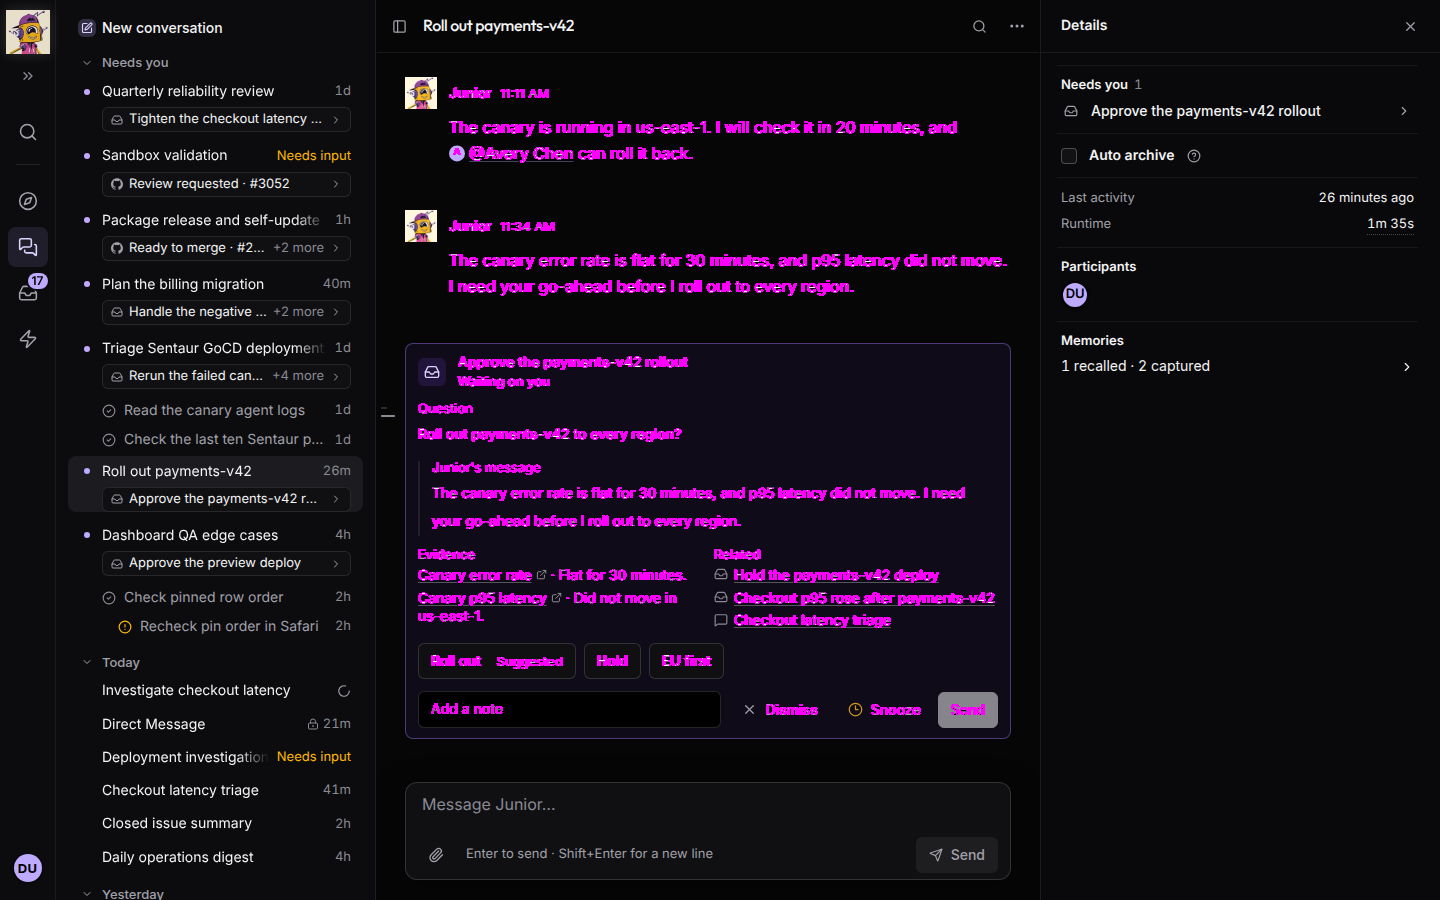 New conversation
Needs you
Quarterly reliability review 1d
Tighten the checkout latency ...
Sandbox validation Needs input
Review requested · #3052
Package release and self-update 1h
Ready to merge · #2... +2 more
17
Plan the billing migration 40m
Handle the negative ... +2 more
Triage Sentaur GoCD deployment 1d
Rerun the failed can... +4 more
Read the canary agent logs 1d
Check the last ten Sentaur p... 1d
Roll out payments-v42 26m
Approve the payments-v42 r...
Dashboard QA edge cases 4h
Approve the preview deploy
Check pinned row order 2h
Recheck pin order in Safari 2h
Today
Investigate checkout latency
Direct Message 21m
Deployment investigation Needs input
Checkout latency triage 41m
Closed issue summary 2h
Daily operations digest 4h
Yesterday
DU
Roll out payments-v42
Junior 11:11 AM
The canary is running in us-east-1. I will check it in 20 minutes, and
@Avery Chen can roll it back.
Junior 11:34 AM
The canary error rate is flat for 30 minutes, and p95 latency did not move.
I need your go-ahead before I roll out to every region.
Approve the payments-v42 rollout
Waiting on you
Question
Roll out payments-v42 to every region?
Junior's message
The canary error rate is flat for 30 minutes, and p95 latency did not move. I need
your go-ahead before I roll out to every region.
Evidence
Canary error rate - Flat for 30 minutes.
Canary p95 latency - Did not move in
us-east-1.
Related
Hold the payments-v42 deploy
Checkout p95 rose after payments-v42
Checkout latency triage
Roll out Suggested Hold EU first
Add a note Dismiss Snooze Send
Message Junior...
Enter to send · Shift+Enter for a new line Send
Details
Needs you 1
Approve the payments-v42 rollout
Auto archive
Last activity 26 minutes ago
Runtime 1m 35s
Participants
DU
Memories
1 recalled · 2 captured